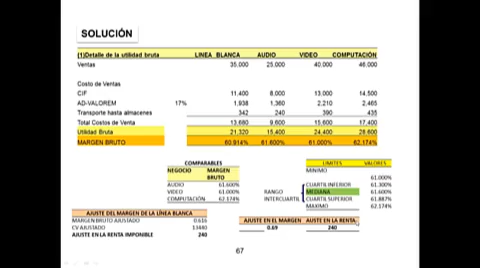 SOLUCIÓN
(1)Detalle de la utilidad bruta LINEA BLANCA AUDIO VIDEO COMPUTACIÓN
Ventas 35.000 25.000 40.000 46.000
Costo de Ventas
CIF 11,400 8,000 13,000 14,500
AD-VALOREM 17% 1,938 1,360 2,210 2,465
Transporte hasta almacenes 342 240 390 435
Total Costos de Venta 13,680 9,600 15,600 17,400
Utilidad Bruta 21,320 15,400 24,400 28,600
MARGEN BRUTO 60.914% 61.600% 61.000% 62.174%
COMPARABLES
NEGOCIO MARGEN BRUTO
AUDIO 61.600%
VIDEO 61.000%
COMPUTACIÓN 62.174%
LIMITES VALORES
MINIMO
61.000%
CUARTIL INFERIOR 61.300%
RANGO MEDIANA 61.600%
INTERCUARTIL CUARTIL SUPERIOR 61.887%
MAXIMO 62.174%
AJUSTE DEL MARGEN DE LA LÍNEA BLANCA
MARGEN BRUTO AJUSTADO 0.616
CV AJUSTADO 13440
AJUSTE EN LA RENTA IMPONIBLE 240
AJUSTE EN EL MARGEN AUSTE EN LA RENTA
0.69 240
67